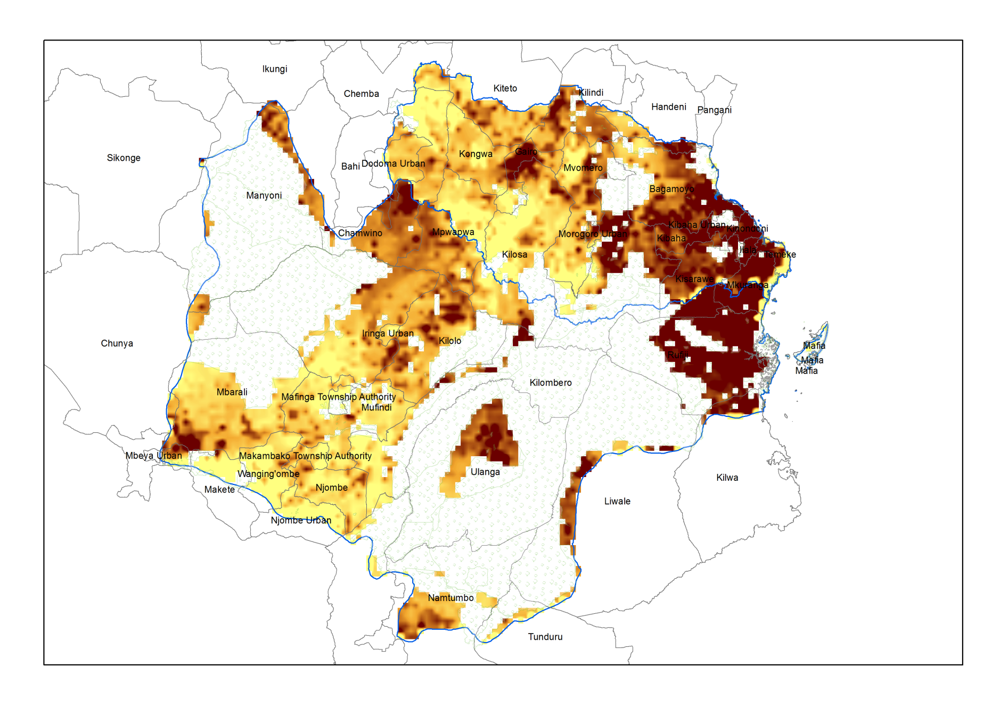 Ikungi
Kiteto
Chemba
Kilindi
Handeni
Pangani
Sikonge
Kongwa
Gairo
Bahi
Dodoma Urban
Mvomero
Bagamoyo
Manyoni
Kibaha Urban
Kinondoni
Chamwino
Mpwapwa
Morogoro Urban
Kibaha
Ilala
Kilosa
Temeke
Kisarawe
Mkuranga
Iringa Urban
Kilolo
Chunya
Mafia
Rufiji
Mafia
Mafia
Kilombero
Mbarali
Mafinga Township Authority
Mufindi
Mbeya Urban
Makambako Township Authority
Wanging'ombe
Ulanga
Kilwa
Njombe
Makete
Liwale
Njombe Urban
Namtumbo
Tunduru